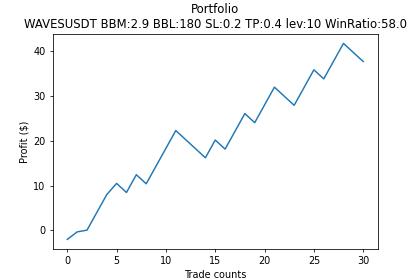 Portfolio
WAVESUSDT BBM:2.9 BBL:180 SL:0.2 TP:0.4 lev:10 WinRatio:58.0
40
30
20
10
0
Profit ($)
0 5 10 15 20 25 30
Trade counts